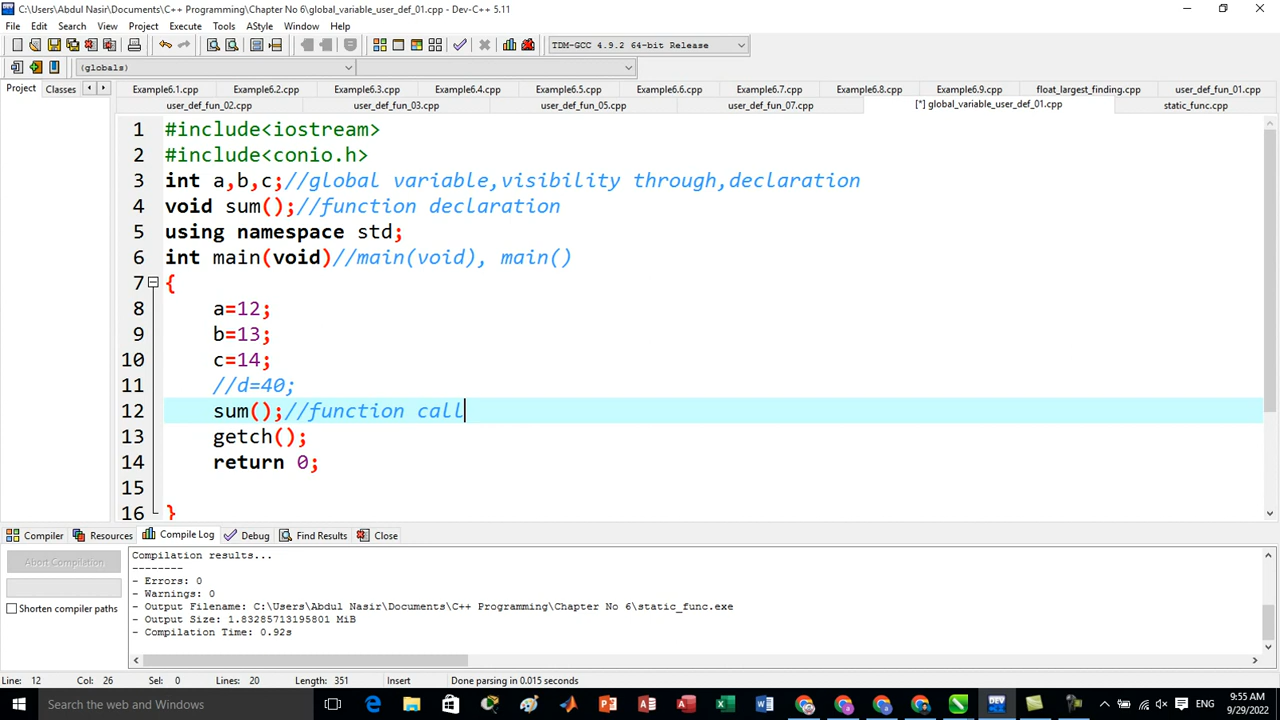 C:\Users\Abdul Nasir\Documents\C++ Programming\Chapter No 6\global_variable_user_def_01.cpp - Dev-C++ 5.11
File Edit Search View Project Execute Tools AStyle Window Help
TDM-GCC 4.9.2 64-bit Release
(globals)
Project Classes
Example6.1.cpp Example6.2.cpp Example6.3.cpp Example6.4.cpp Example6.5.cpp Example6.6.cpp Example6.7.cpp Example6.8.cpp Example6.9.cpp float_largest_finding.cpp user_def_fun_01.cpp
user_def_fun_02.cpp user_def_fun_03.cpp user_def_fun_05.cpp user_def_fun_07.cpp [*] global_variable_user_def_01.cpp static_func.cpp
1 #include<iostream>
2 #include<conio.h>
3 int a,b,c;//global variable,visibility through,declaration
4 void sum();//function declaration
5 using namespace std;
6 int main(void)//main(void), main()
7 {
8 a=12;
9 b=13;
10 c=14;
11 //d=40;
12 sum();//function call
13 getch();
14 return 0;
15
16 }
Compiler Resources Compile Log Debug Find Results Close
Abort Compilation
Shorten compiler paths
Compilation results...
--------
- Errors: 0
- Warnings: 0
- Output Filename: C:\Users\Abdul Nasir\Documents\C++ Programming\Chapter No 6\static_func.exe
- Output Size: 1.83285713195801 MiB
- Compilation Time: 0.92s
Line: 12 Col: 26 Sel: 0 Lines: 20 Length: 351 Insert Done parsing in 0.015 seconds
Search the web and Windows
ENG
9:55 AM
9/29/2022